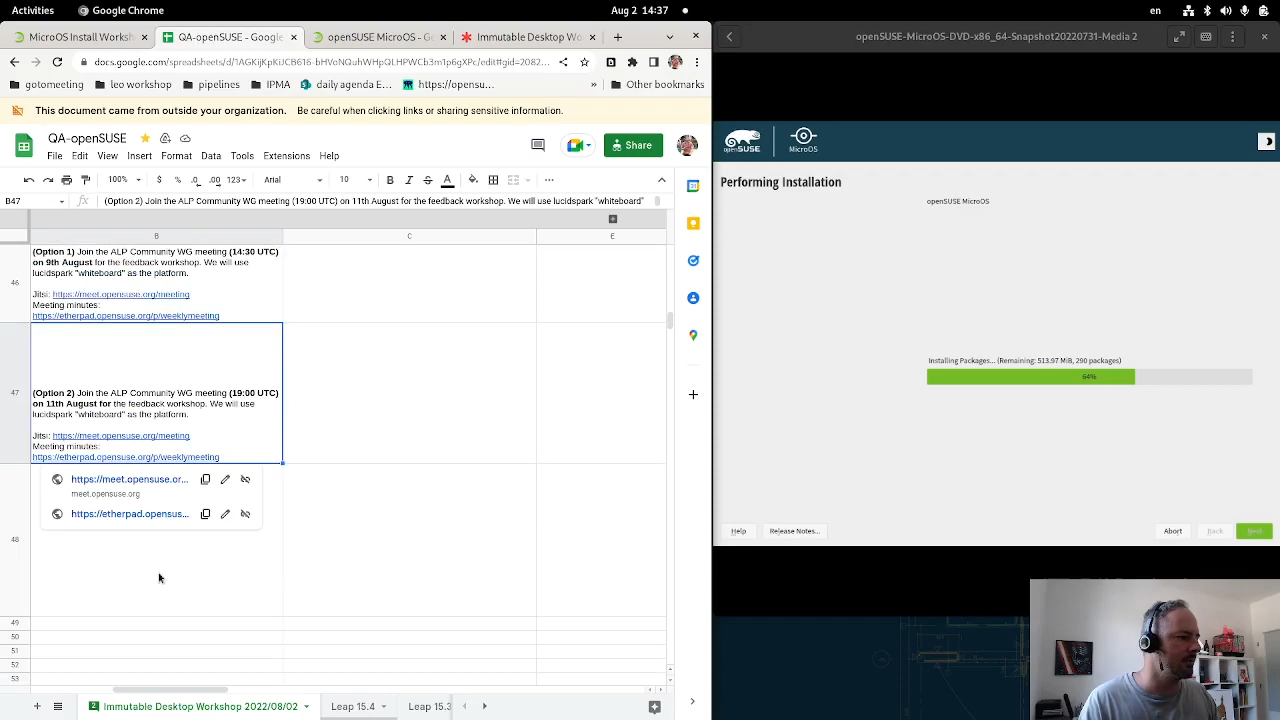 Activities
Google Chrome
Aug 2 14:37
en
MicroOS Install Worksh
QA-openSUSE - Google
openSUSE MicroOS - Ge
Immutable Desktop Wo
docs.google.com/spreadsheets/d/1AGKijKpKUCB616-bHVoNQuhWHpQLHPWCb3m1p6gXPc/edit#gid=2082...
gotomeeting
leo workshop
pipelines
IPMA
daily agenda E...
https://opensu...
»
Other bookmarks
This document is owned by someone outside SUSE. Be careful when clicking links or sharing sensitive information.
QA-openSUSE
File Edit View Insert Format Data Tools Extensions Help
Share
100% $ % .0 .00 123 Arial 10 B I S A
B47
(Option 2) Join the ALP Community WG meeting (19:00 UTC) on 11th August for the feedback workshop. We will use lucidspark "whiteboard"
B C E
46
(Option 1) Join the ALP Community WG meeting (14:30 UTC)
on 9th August for the feedback workshop. We will use
lucidspark "whiteboard" as the platform.
Jitsi: https://meet.opensuse.org/meeting
Meeting minutes:
https://etherpad.opensuse.org/p/weeklymeeting
47
(Option 2) Join the ALP Community WG meeting (19:00 UTC)
on 11th August for the feedback workshop. We will use
lucidspark "whiteboard" as the platform.
Jitsi: https://meet.opensuse.org/meeting
Meeting minutes:
https://etherpad.opensuse.org/p/weeklymeeting
https://meet.opensuse.or...
meet.opensuse.org
https://etherpad.opensus...
48
49
50
51
52
53
Immutable Desktop Workshop 2022/08/02
Leap 15.4
Leap 15.3
openSUSE-MicroOS-DVD-x86_64-Snapshot20220731-Media 2
openSUSE
MicroOS
Performing Installation
openSUSE MicroOS
Installing Packages... (Remaining: 513.97 MiB, 290 packages)
64%
Help
Release Notes...
Abort
Back
Next